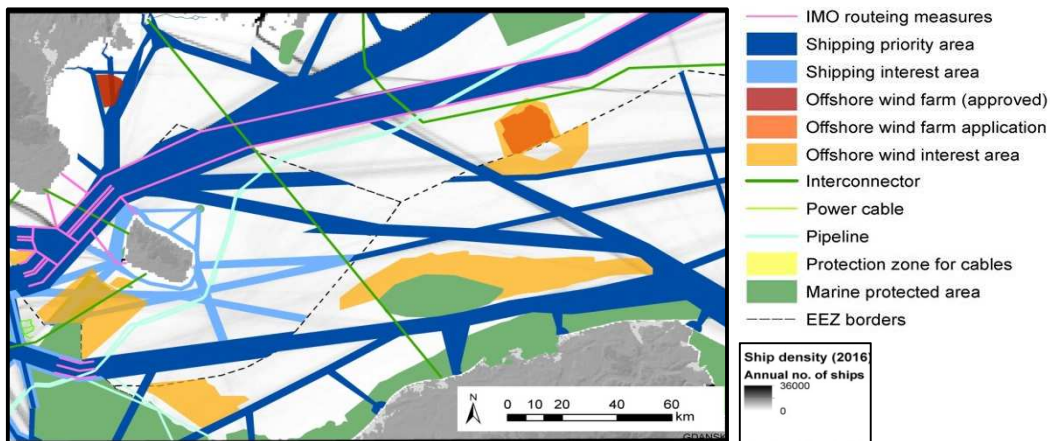 IMO routeing measures
Shipping priority area
Shipping interest area
Offshore wind farm (approved)
Offshore wind farm application
Offshore wind interest area
Interconnector
Power cable
Pipeline
Protection zone for cables
Marine protected area
EEZ borders
Ship density (2016)
Annual no. of ships
36000
0
N
0 10 20 40 60
km
GDANSK